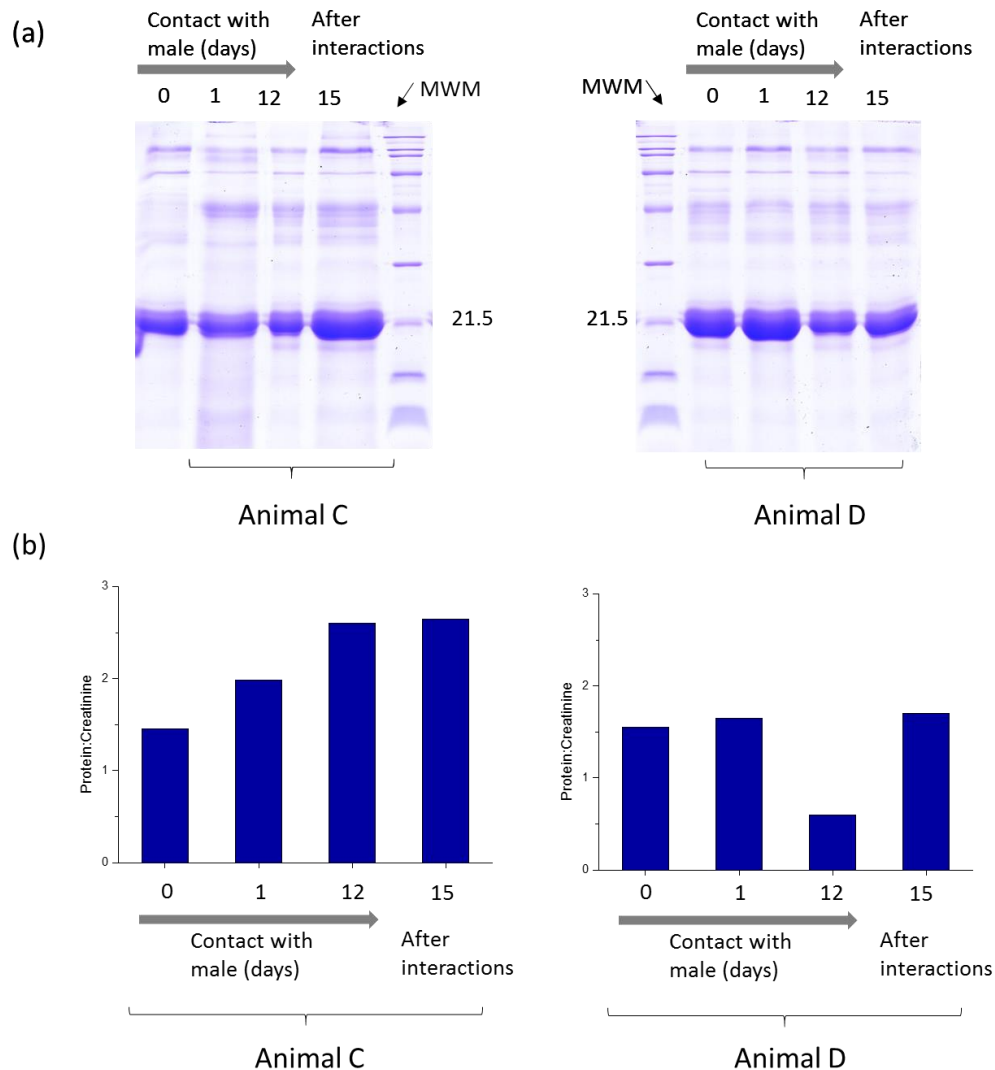 (a)
Contact with
male (days)
After
interactions
0 1 12 15
MWM
21.5
Animal C
Contact with
male (days)
After
interactions
MWM
0 1 12 15
21.5
Animal D
(b)
3
2
1
0
Protein:Creatinine
0 1 12 15
Contact with
male (days)
After
interactions
Animal C
3
2
1
0
Protein:Creatinine
0 1 12 15
Contact with
male (days)
After
interactions
Animal D